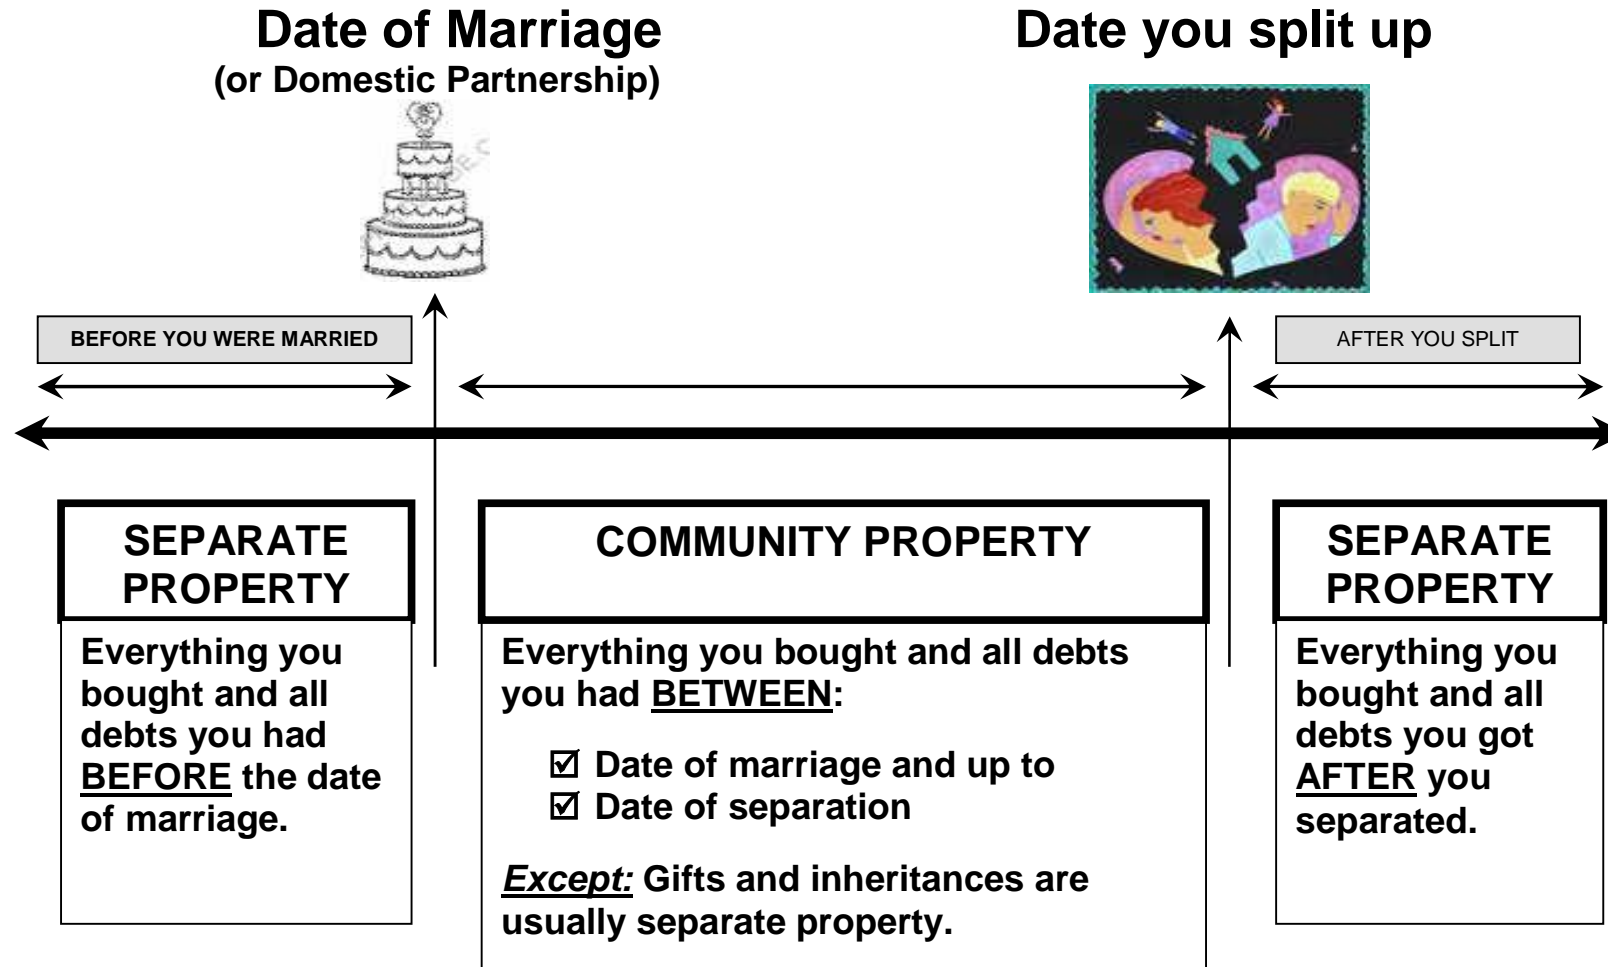 Date of Marriage
(or Domestic Partnership)
Date you split up
BEFORE YOU WERE MARRIED
AFTER YOU SPLIT
SEPARATE
PROPERTY
Everything you
bought and all
debts you had
BEFORE the date
of marriage.
COMMUNITY PROPERTY
Everything you bought and all debts
you had BETWEEN:
☑ Date of marriage and up to
☑ Date of separation
Except: Gifts and inheritances are
usually separate property.
SEPARATE
PROPERTY
Everything you
bought and all
debts you got
AFTER you
separated.